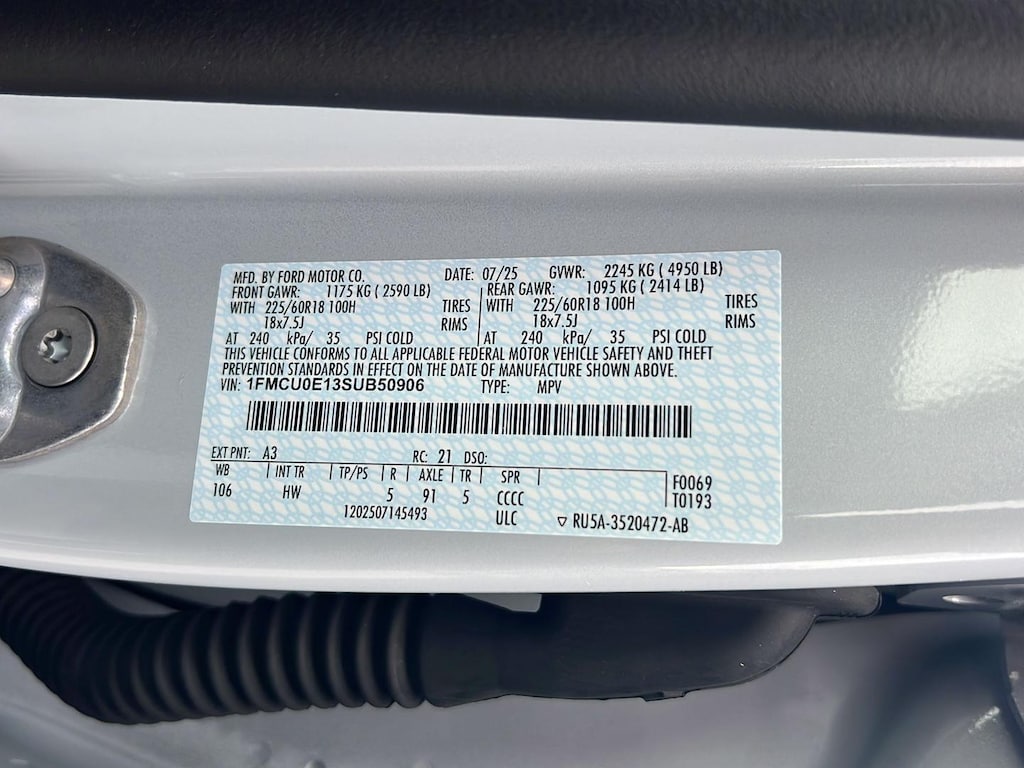 MFD. BY FORD MOTOR CO. DATE: 07/25 GVWR: 2245 KG ( 4950 LB)
FRONT GAWR: 1175 KG ( 2590 LB) REAR GAWR: 1095 KG ( 2414 LB)
WITH 225/60R18 100H TIRES WITH 225/60R18 100H TIRES
18x7.5J RIMS 18x7.5J RIMS
AT 240 kPa/ 35 PSI COLD AT 240 kPa/ 35 PSI COLD
THIS VEHICLE CONFORMS TO ALL APPLICABLE FEDERAL MOTOR VEHICLE SAFETY AND THEFT
PREVENTION STANDARDS IN EFFECT ON THE DATE OF MANUFACTURE SHOWN ABOVE.
VIN: 1FMCU0E13SUB50906 TYPE: MPV
EXT PNT: A3 RC: 21 DSO:
WB INT TR TP/PS R AXLE TR SPR F0069
106 HW 5 91 5 CCCC T0193
1202507145493 ULC ▽ RU5A-3520472-AB